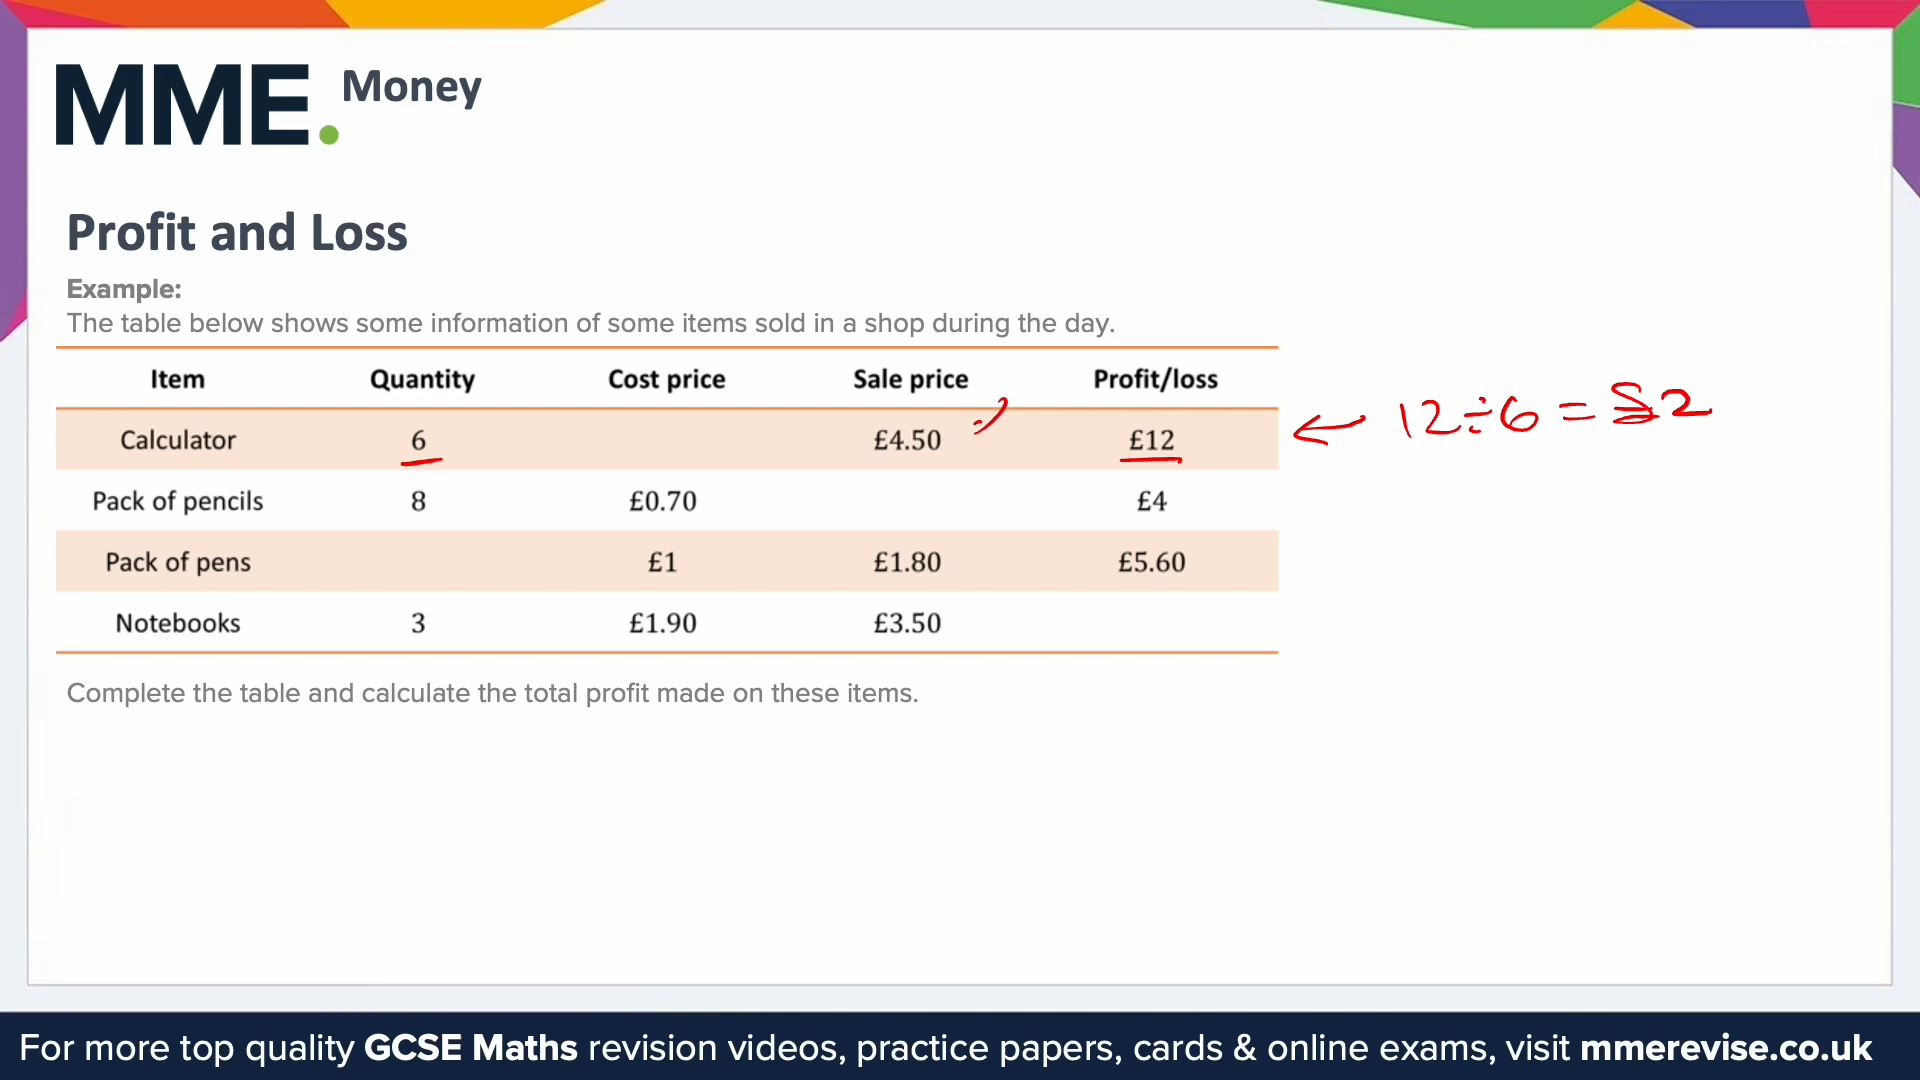 MME.
Money
Profit and Loss
Example:
The table below shows some information of some items sold in a shop during the day.
Item Quantity Cost price Sale price Profit/loss
Calculator 6 £4.50 £12
12÷6 = £2
Pack of pencils 8 £0.70 £4
Pack of pens £1 £1.80 £5.60
Notebooks 3 £1.90 £3.50
Complete the table and calculate the total profit made on these items.
For more top quality GCSE Maths revision videos, practice papers, cards & online exams, visit mmerevise.co.uk